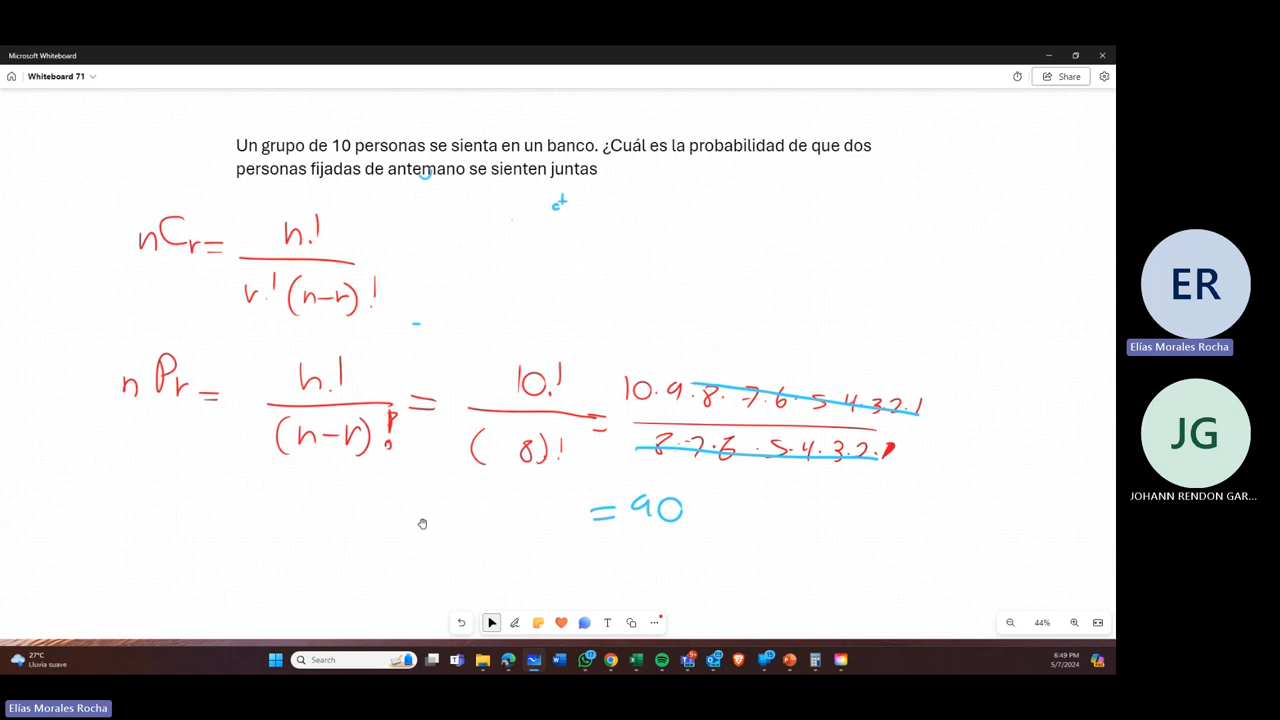 Microsoft Whiteboard
Whiteboard 71
Share
Un grupo de 10 personas se sienta en un banco. ¿Cuál es la probabilidad de que dos
personas fijadas de antemano se sienten juntas
nCr = n! / r!(n-r)!
nPr = n! / (n-r)! = 10! / (8)! = 10·9·8·7·6·5·4·3·2·1 / 8·7·6·5·4·3·2·1
= 90
ER
Elías Morales Rocha
JG
JOHANN RENDON GAR...
44%
27°C
Lluvia suave
Search
6:49 PM
5/7/2024
Elías Morales Rocha